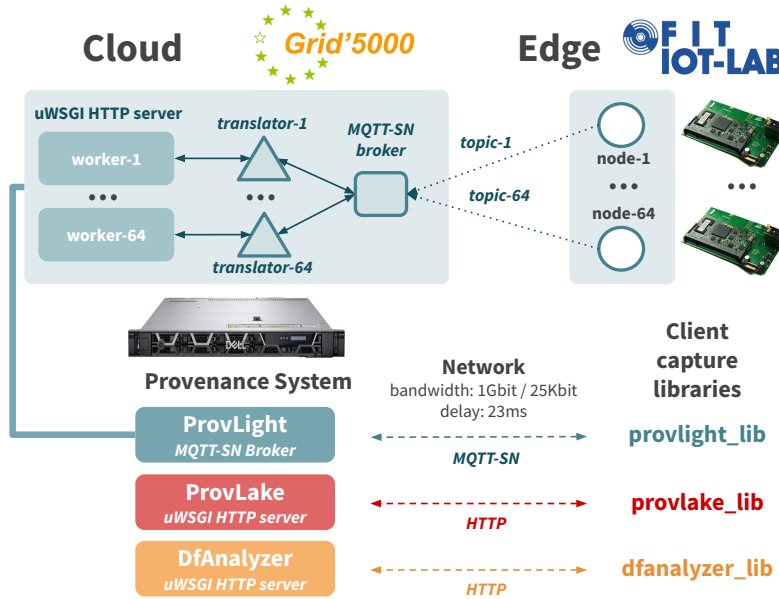 Cloud
Grid'5000
Edge
FIT
IOT-LAB
uWSGI HTTP server
translator-1
MQTT-SN
broker
worker-1
topic-1
node-1
•••
•••
•••
•••
topic-64
worker-64
node-64
translator-64
DELL
Provenance System
Network
bandwidth: 1Gbit / 25Kbit
delay: 23ms
Client
capture
libraries
ProvLight
MQTT-SN Broker
MQTT-SN
provlight_lib
ProvLake
uWSGI HTTP server
HTTP
provlake_lib
DfAnalyzer
uWSGI HTTP server
HTTP
dfanalyzer_lib